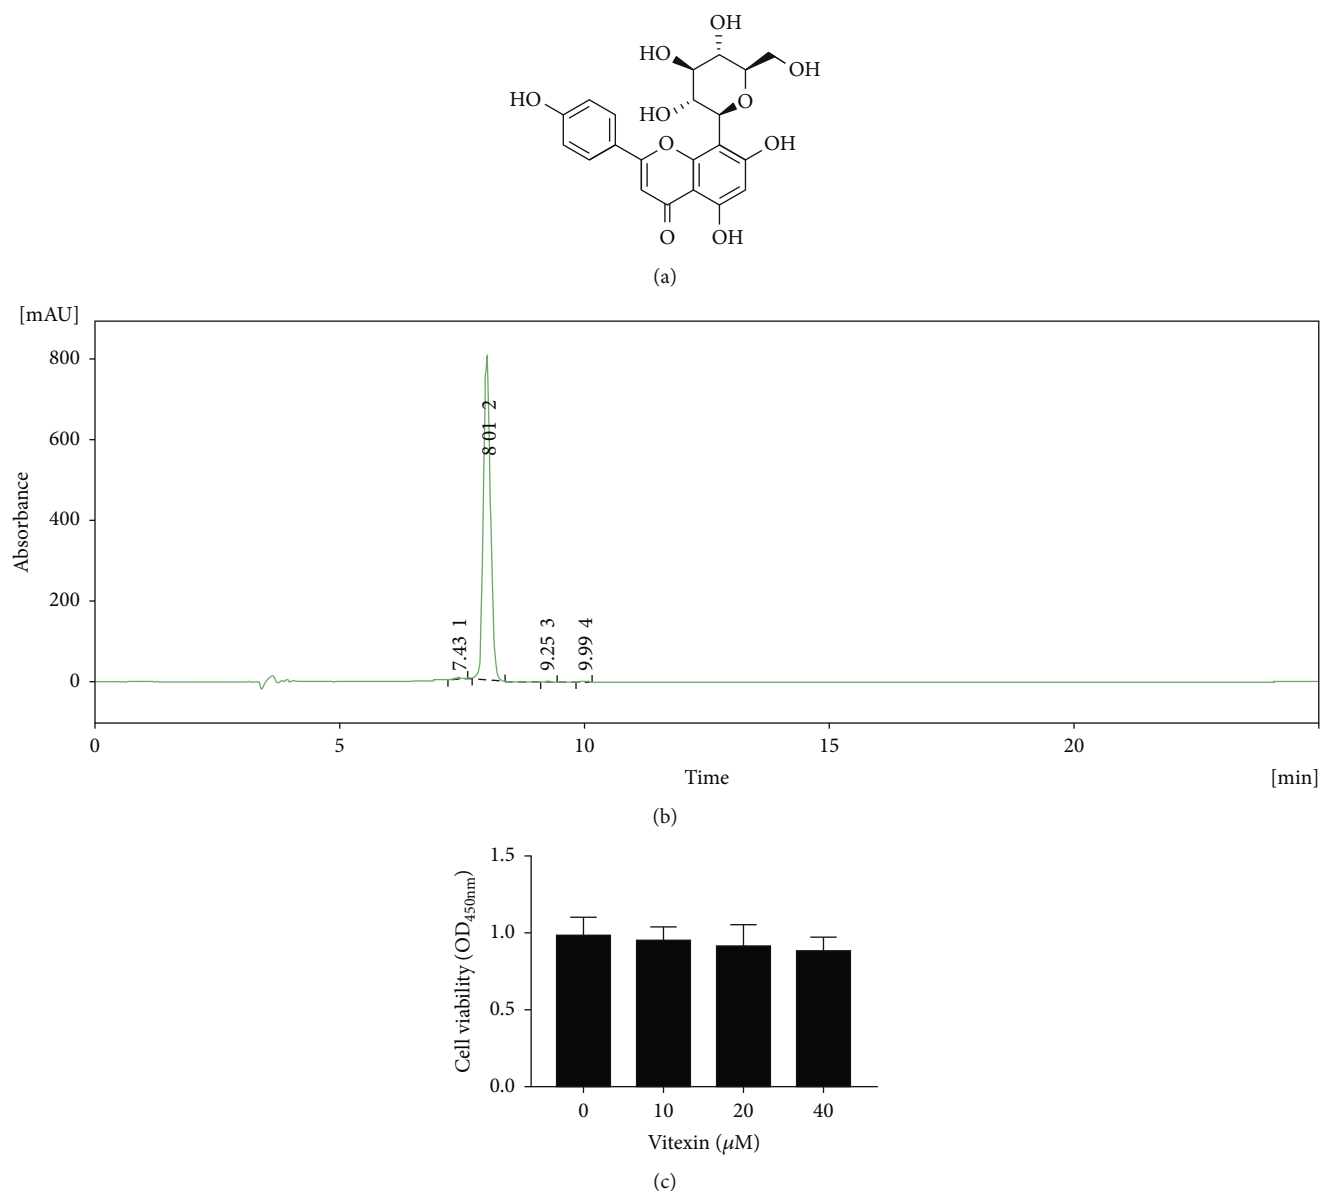 OH
HO
OH
HO
O
HO
O
OH
O
OH
(a)
[mAU]
800
600
400
200
0
Absorbance
7.43 1
8 01 2
9.25 3
9.99 4
0
5
10
15
20
Time
[min]
(b)
1.5
1.0
0.5
0.0
Cell viability (OD450nm)
0
10
20
40
Vitexin (μM)
(c)